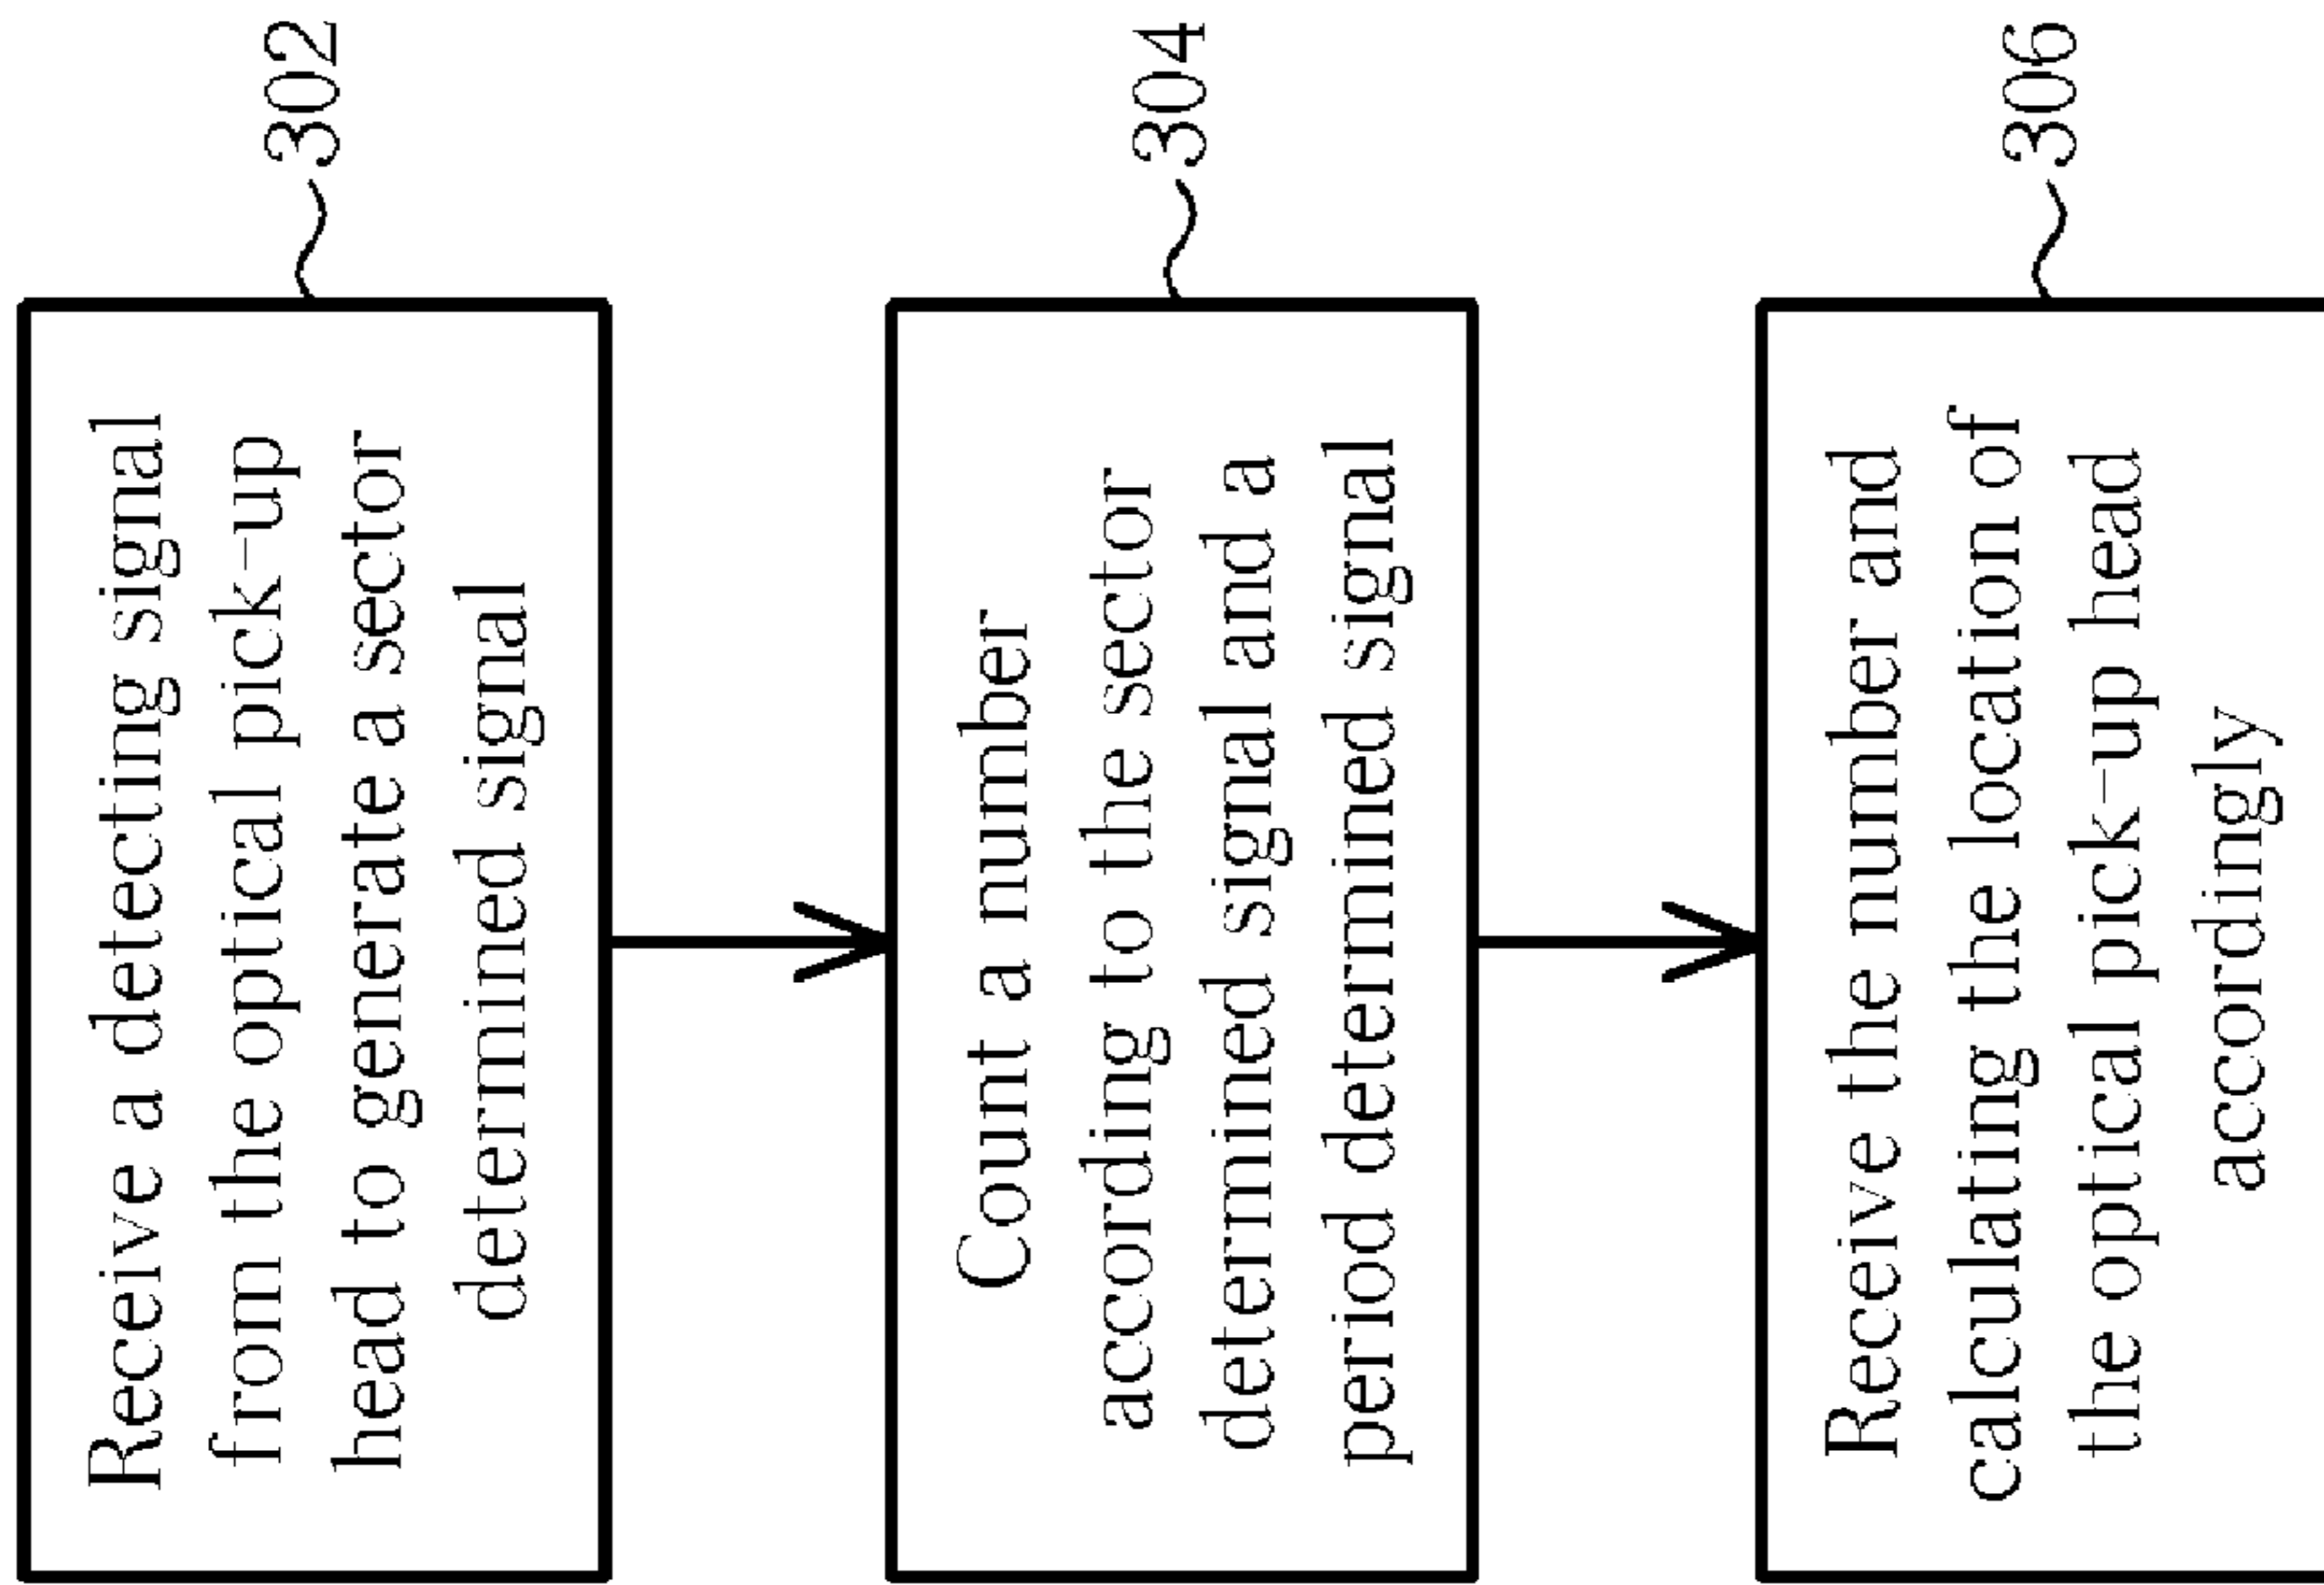 Receive a detecting signal
from the optical pick-up
head to generate a sector
determined signal
302
Count a number
according to the sector
determined signal and a
period determined signal
304
Receive the number and
calculating the location of
the optical pick-up head
accordingly
306